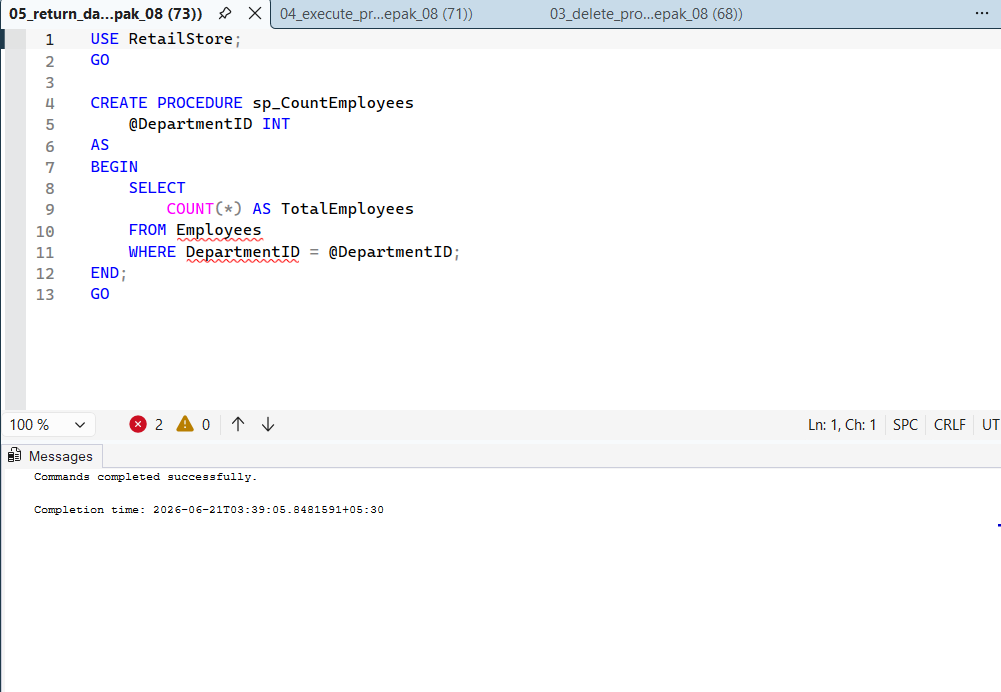 05_return_da...pak_08 (73)) 04_execute_pr...epak_08 (71)) 03_delete_pro...epak_08 (68))
1 USE RetailStore;
2 GO
3
4 CREATE PROCEDURE sp_CountEmployees
5 @DepartmentID INT
6 AS
7 BEGIN
8 SELECT
9 COUNT(*) AS TotalEmployees
10 FROM Employees
11 WHERE DepartmentID = @DepartmentID;
12 END;
13 GO
100 % 2 0 Ln: 1, Ch: 1 SPC CRLF UT
Messages
Commands completed successfully.
Completion time: 2026-06-21T03:39:05.8481591+05:30